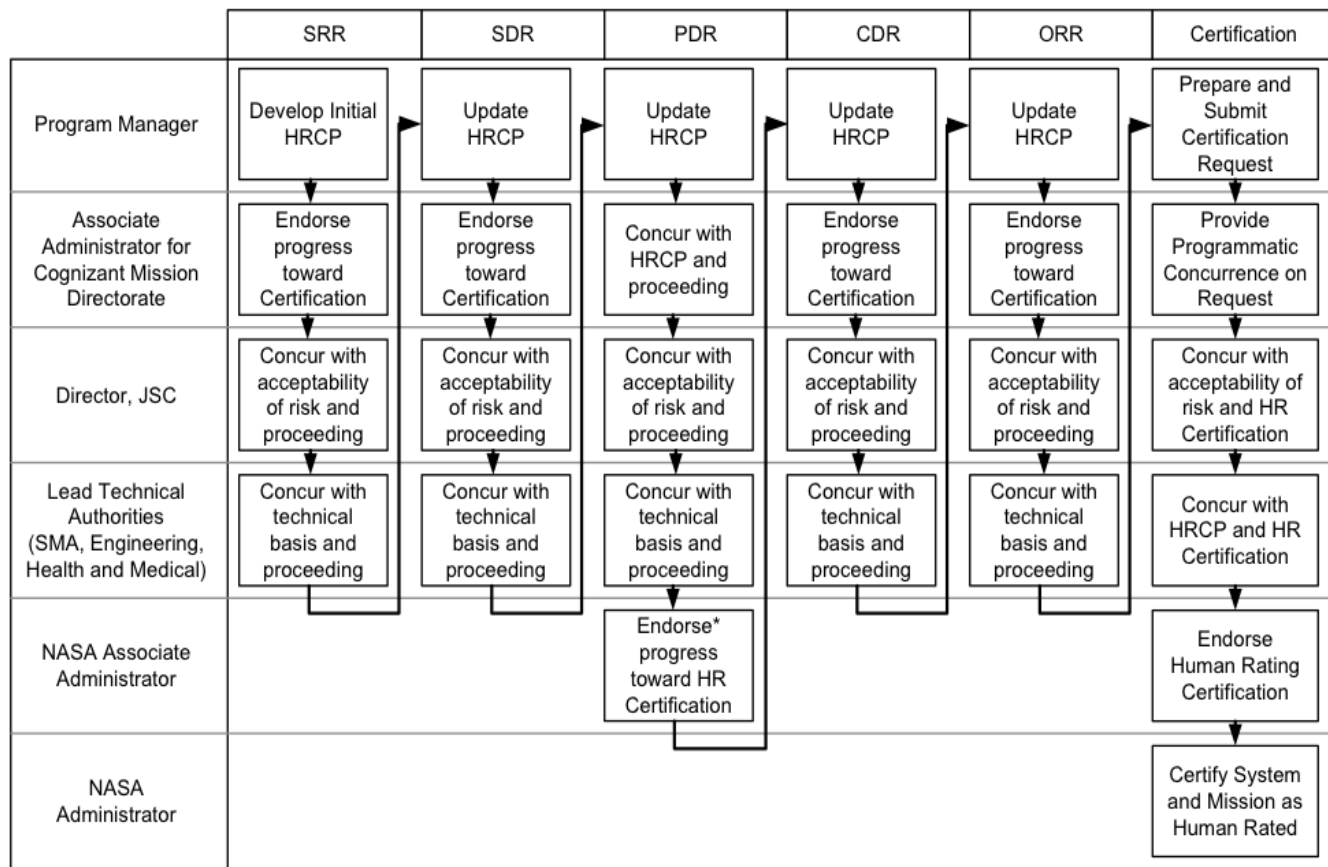 SRR
SDR
PDR
CDR
ORR
Certification
Program Manager
Develop Initial
HRCP
Update
HRCP
Update
HRCP
Update
HRCP
Update
HRCP
Prepare and
Submit
Certification
Request
Associate
Administrator for
Cognizant Mission
Directorate
Endorse
progress
toward
Certification
Endorse
progress
toward
Certification
Concur with
HRCP and
proceeding
Endorse
progress
toward
Certification
Endorse
progress
toward
Certification
Provide
Programmatic
Concurrence on
Request
Director, JSC
Concur with
acceptability
of risk and
proceeding
Concur with
acceptability
of risk and
proceeding
Concur with
acceptability
of risk and
proceeding
Concur with
acceptability
of risk and
proceeding
Concur with
acceptability
of risk and
proceeding
Concur with
acceptability of
risk and HR
Certification
Lead Technical
Authorities
(SMA, Engineering,
Health and Medical)
Concur with
technical
basis and
proceeding
Concur with
technical
basis and
proceeding
Concur with
technical
basis and
proceeding
Concur with
technical
basis and
proceeding
Concur with
technical
basis and
proceeding
Concur with
HRCP and HR
Certification
NASA Associate
Administrator
Endorse*
progress
toward HR
Certification
Endorse
Human Rating
Certification
NASA
Administrator
Certify System
and Mission as
Human Rated